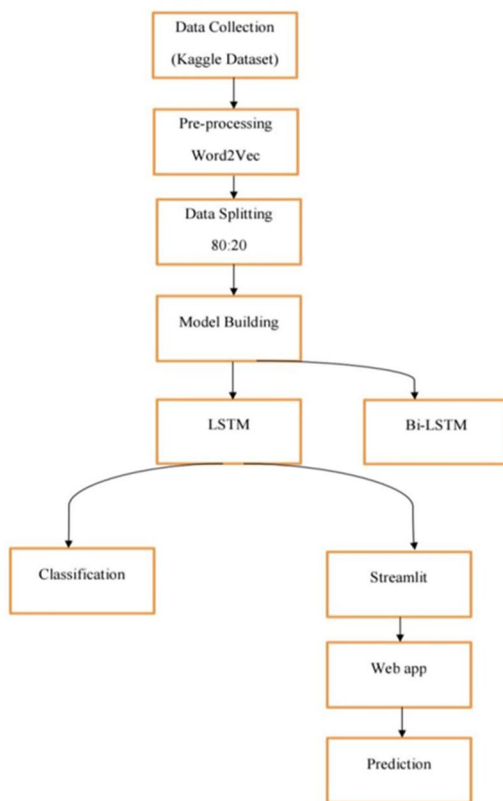 Data Collection
(Kaggle Dataset)
Pre-processing
Word2Vec
Data Splitting
80:20
Model Building
LSTM
Bi-LSTM
Classification
Streamlit
Web app
Prediction